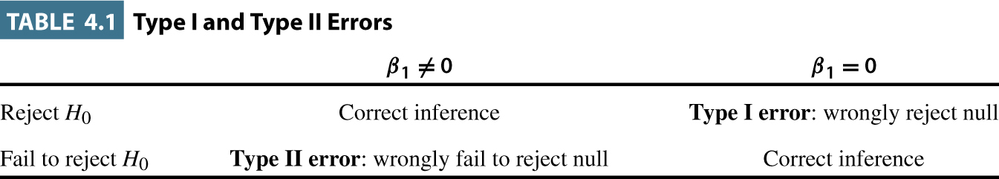 TABLE 4.1 Type I and Type II Errors
β₁ ≠ 0 β₁ = 0
Reject H₀ Correct inference Type I error: wrongly reject null
Fail to reject H₀ Type II error: wrongly fail to reject null Correct inference